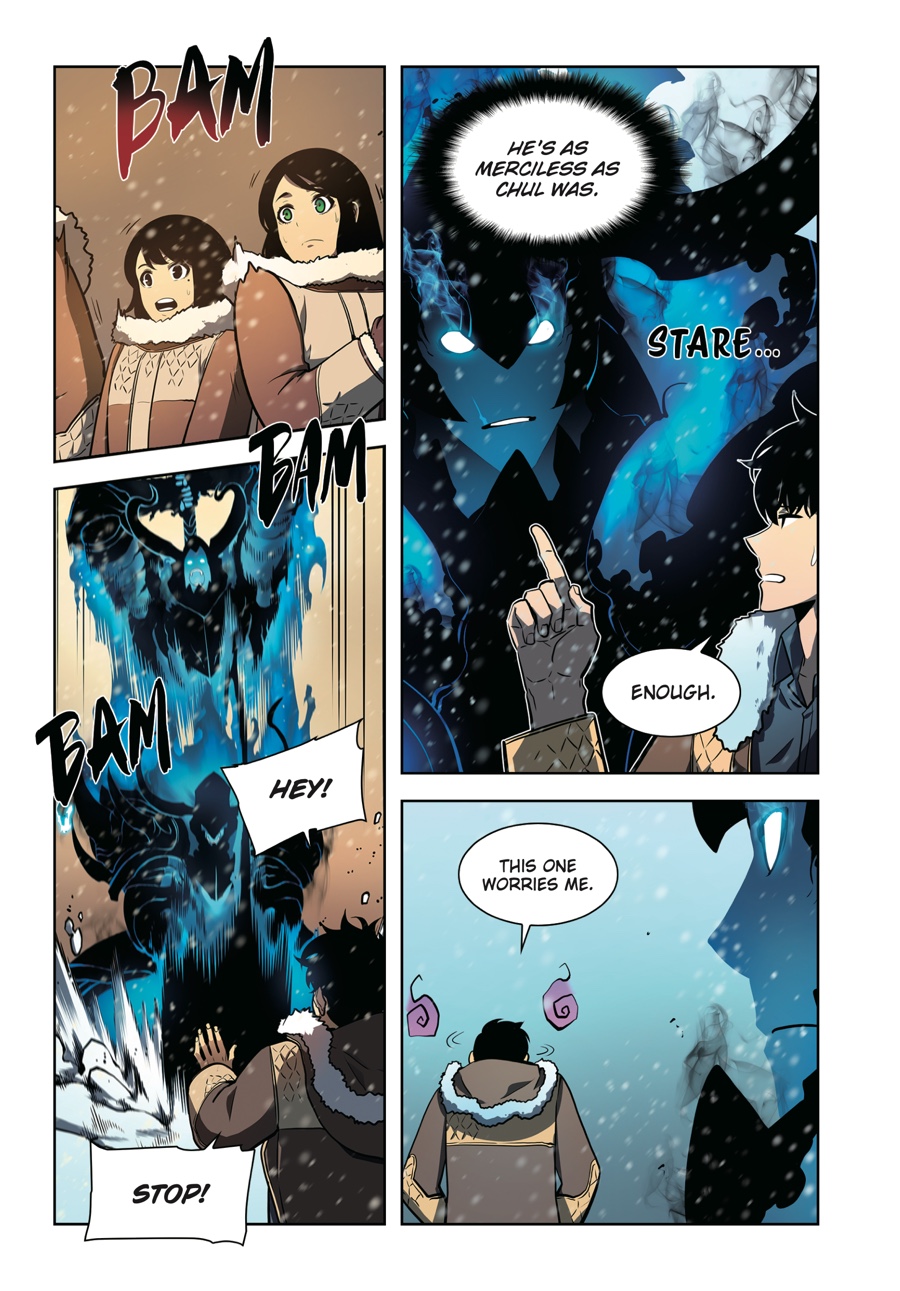 BAM
BAM
BAM
HEY!
STOP!
HE'S AS
MERCILESS AS
CHUL WAS.
STARE...
ENOUGH.
THIS ONE
WORRIES ME.